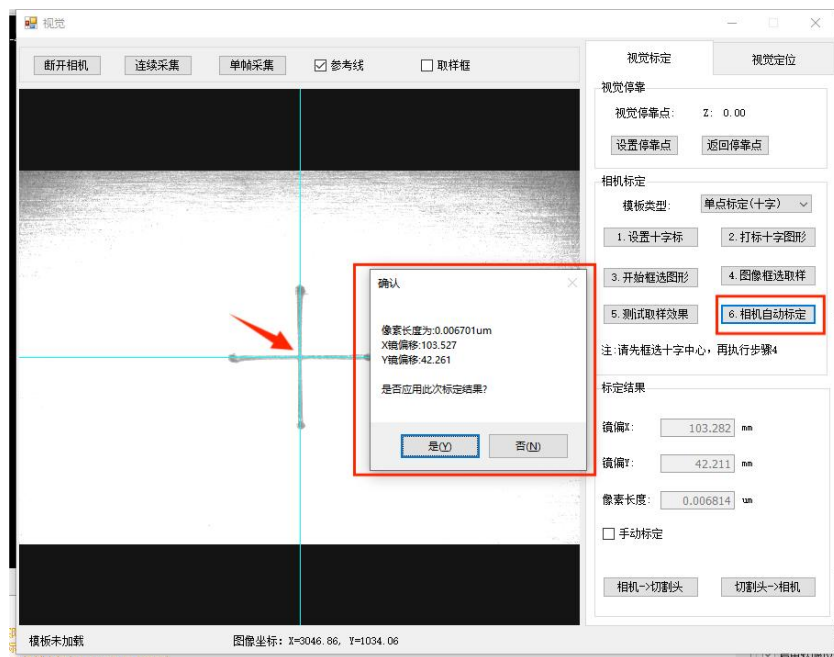 视觉
断开相机 连续采集 单帧采集 参考线 取样框
视觉标定 视觉定位
视觉停靠
视觉停靠点: Z: 0.00
设置停靠点 返回停靠点
相机标定
模板类型: 单点标定(十字)
1.设置十字标 2.打标十字图形
3.开始框选图形 4.图像框选取样
5.测试取样效果 6.相机自动标定
注:请先框选十字中心，再执行步骤4
确认
像素长度为:0.006701um
X镜偏移:103.527
Y镜偏移:42.261
是否应用此次标定结果?
是(Y) 否(N)
标定结果
镜偏X: 103.282 mm
镜偏Y: 42.211 mm
像素长度: 0.006814 um
手动标定
相机->切割头 切割头->相机
模板未加载 图像坐标: X=3046.86, Y=1034.06